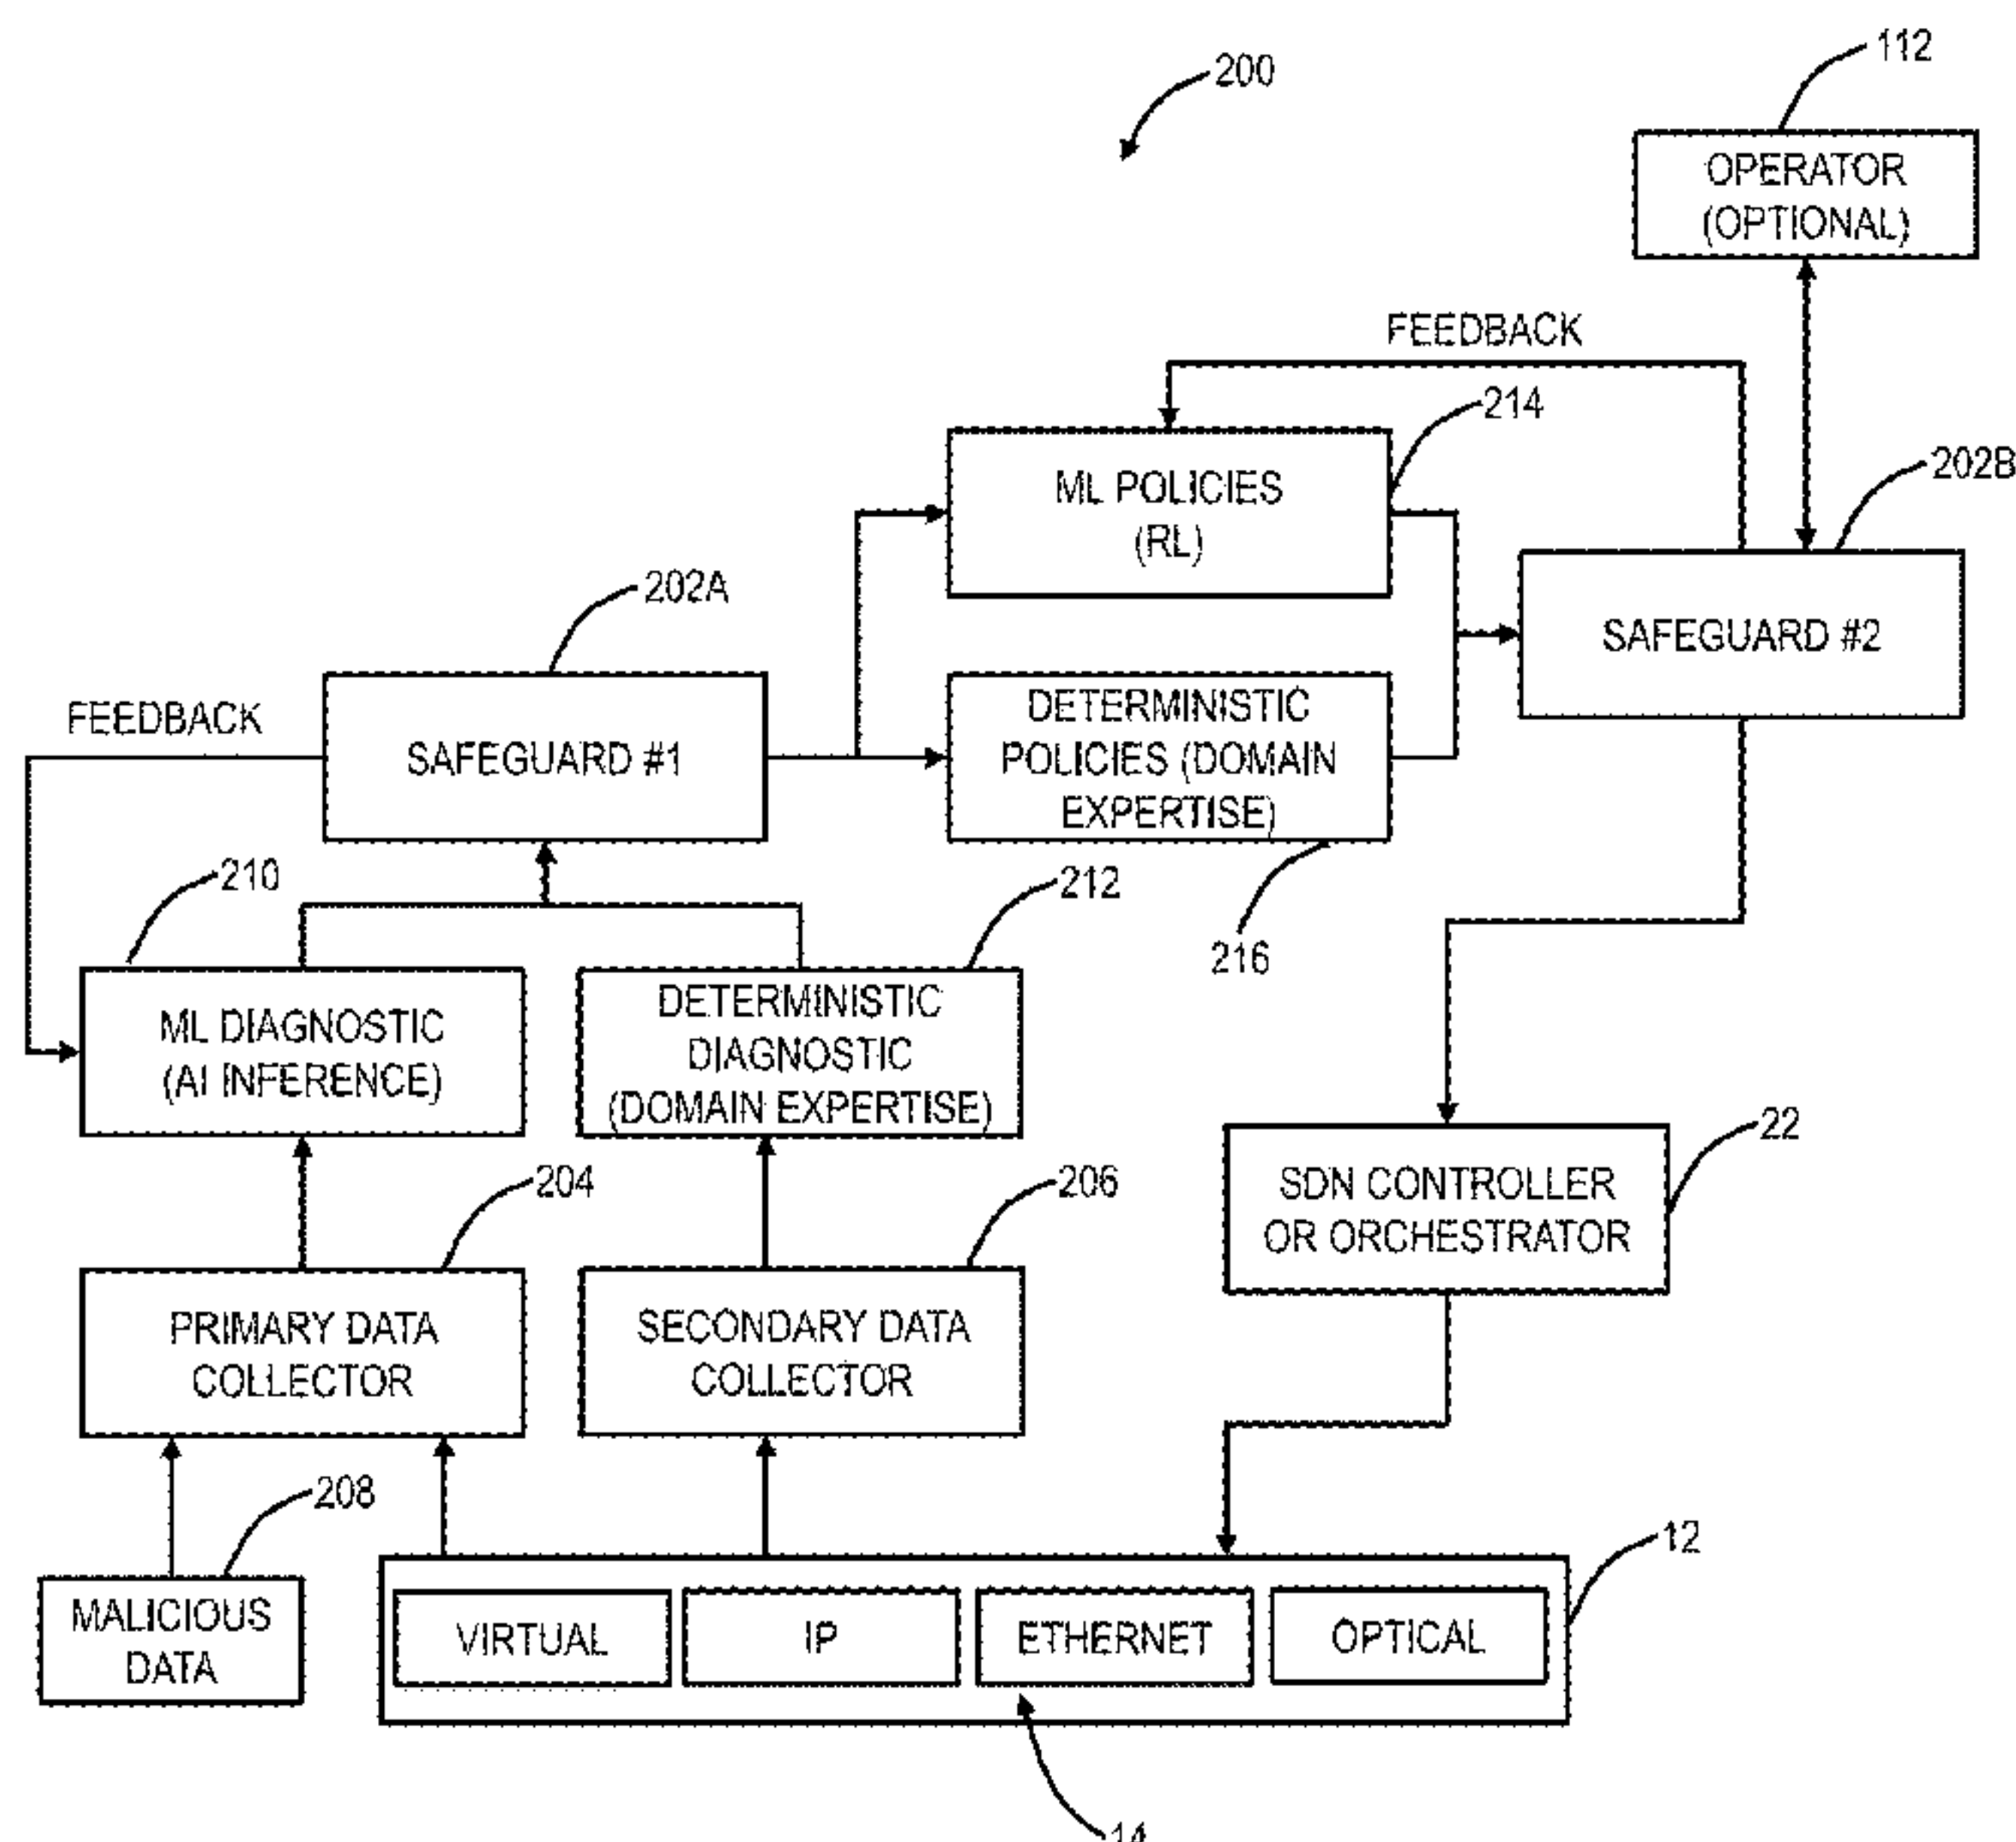 200
112
OPERATOR
(OPTIONAL)
FEEDBACK
214
ML POLICIES
(RL)
202B
SAFEGUARD #2
202A
FEEDBACK
SAFEGUARD #1
DETERMINISTIC
POLICIES (DOMAIN
EXPERTISE)
216
210
212
ML DIAGNOSTIC
(AI INFERENCE)
DETERMINISTIC
DIAGNOSTIC
(DOMAIN EXPERTISE)
22
SDN CONTROLLER
OR ORCHESTRATOR
204
206
PRIMARY DATA
COLLECTOR
SECONDARY DATA
COLLECTOR
208
MALICIOUS
DATA
12
VIRTUAL
IP
ETHERNET
OPTICAL
14